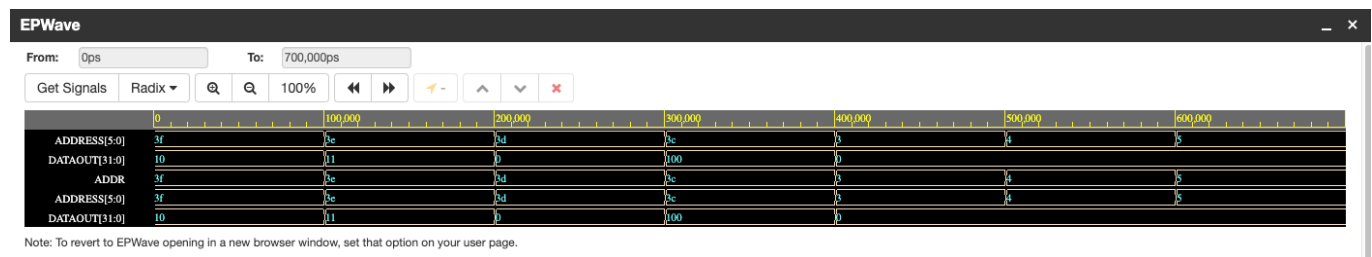 EPWave
From: 0ps To: 700,000ps
Get Signals Radix 100% -
0 100,000 200,000 300,000 400,000 500,000 600,000
ADDRESS[5:0] 3f 3e 3d 3c 3 4 5
DATAOUT[31:0] 10 11 0 100 0
ADDR 3f 3e 3d 3c 3 4 5
ADDRESS[5:0] 3f 3e 3d 3c 3 4 5
DATAOUT[31:0] 10 11 0 100 0
Note: To revert to EPWave opening in a new browser window, set that option on your user page.